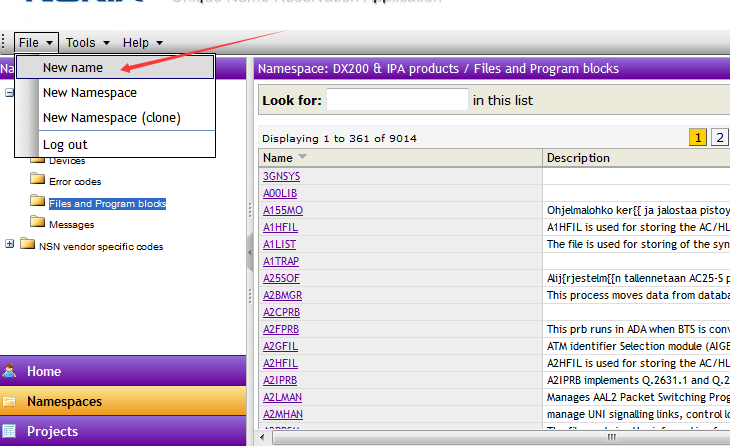 Unique Name Reservation Application
File Tools Help
New name
New Namespace
New Namespace (clone)
Log out
Na
Devices
Error codes
Files and Program blocks
Messages
NSN vendor specific codes
Home
Namespaces
Projects
Namespace: DX200 & IPA products / Files and Program blocks
Look for: in this list
Displaying 1 to 361 of 9014 1 2
Name Description
3GNSYS
A00LIB
A155MO Ohjelmalohko ker{{ ja jalostaa pistoy
A1HFIL A1HFIL is used for storing the AC/HL
A1LIST The file is used for storing of the syn
A1TRAP
A25SOF Alij{rjestelm{{n tallennetaan AC25-S p
A2BMGR This process moves data from databa
A2CPRB
A2FPRB This prb runs in ADA when BTS is conv
A2GFIL ATM identifier Selection module (AIGE
A2HFIL A2HFIL is used for storing the AC/HL
A2IPRB A2IPRB implements Q.2631.1 and Q.2
A2LMAN Manages AAL2 Packet Switching Prog
A2MHAN manage UNI signalling links, control lo